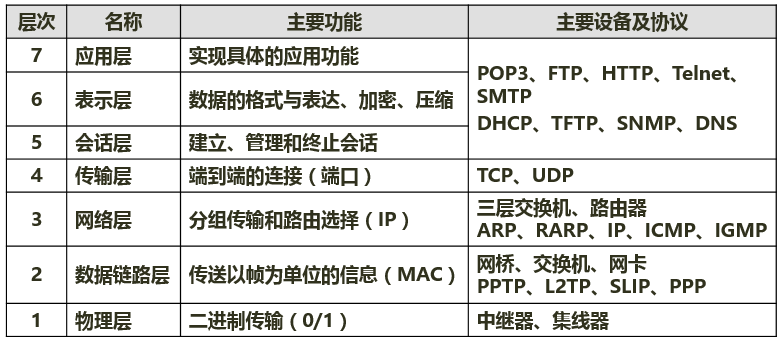 层次 名称 主要功能 主要设备及协议
7 应用层 实现具体的应用功能
POP3、FTP、HTTP、Telnet、
SMTP
DHCP、TFTP、SNMP、DNS
6 表示层 数据的格式与表达、加密、压缩
5 会话层 建立、管理和终止会话
4 传输层 端到端的连接（端口） TCP、UDP
3 网络层 分组传输和路由选择（IP）
三层交换机、路由器
ARP、RARP、IP、ICMP、IGMP
2 数据链路层 传送以帧为单位的信息（MAC）
网桥、交换机、网卡
PPTP、L2TP、SLIP、PPP
1 物理层 二进制传输（0/1） 中继器、集线器